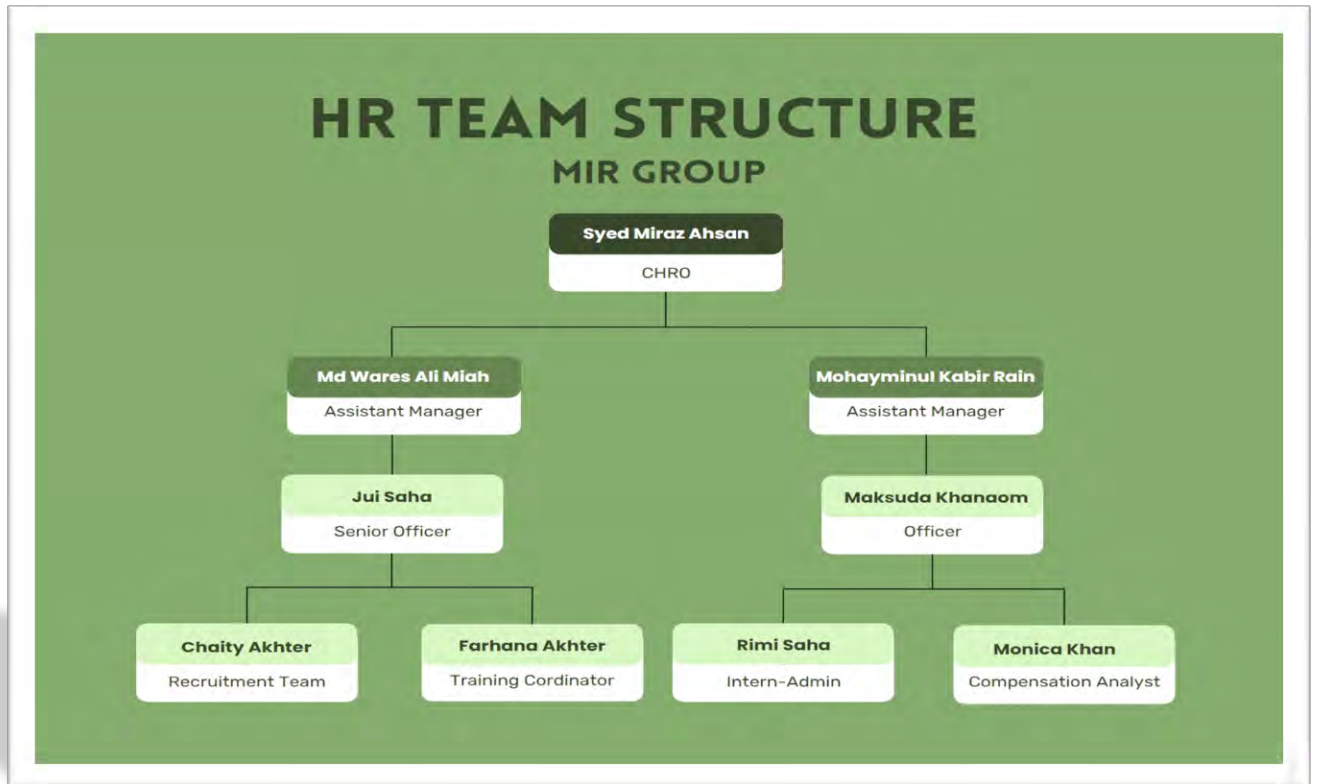 HR TEAM STRUCTURE
MIR GROUP
Syed Miraz Ahsan
CHRO
Md Wares Ali Miah
Assistant Manager
Mohayminul Kabir Rain
Assistant Manager
Jui Saha
Senior Officer
Maksuda Khanaom
Officer
Chaity Akhter
Recruitment Team
Farhana Akhter
Training Cordinator
Rimi Saha
Intern-Admin
Monica Khan
Compensation Analyst